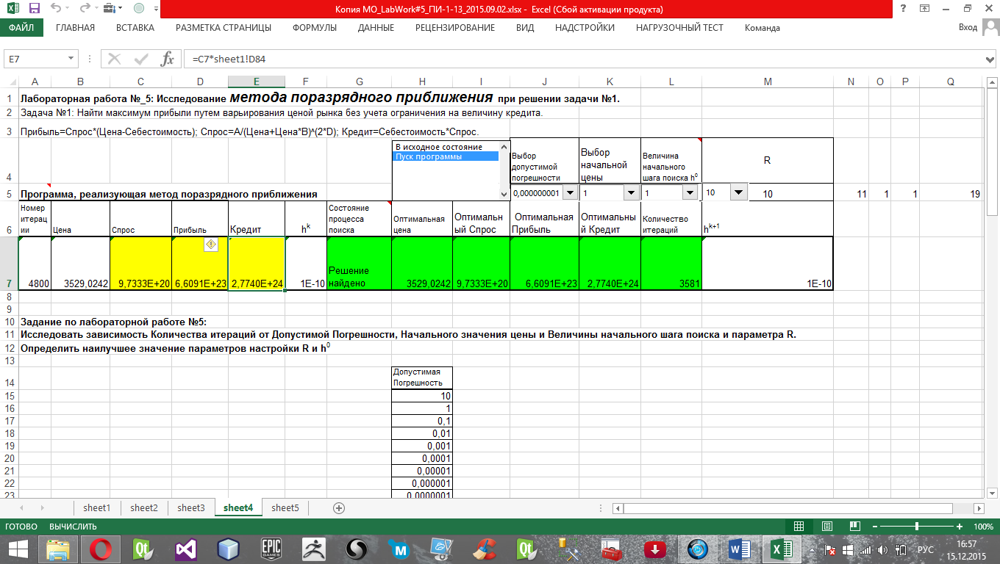 Копия MO_LabWork#5_ПИ-1-13_2015.09.02.xlsx - Excel (Сбой активации продукта)
ФАЙЛ ГЛАВНАЯ ВСТАВКА РАЗМЕТКА СТРАНИЦЫ ФОРМУЛЫ ДАННЫЕ РЕЦЕНЗИРОВАНИЕ ВИД НАДСТРОЙКИ НАГРУЗОЧНЫЙ ТЕСТ Команда Вход
E7 fx =C7*sheet1!D84
A B C D E F G H I J K L M N O P Q
1 Лабораторная работа №_5: Исследование метода поразрядного приближения при решении задачи №1.
2 Задача №1: Найти максимум прибыли путем варьирования ценой рынка без учета ограничения на величину кредита.
3 Прибыль=Спрос*(Цена-Себестоимость); Спрос=A/(Цена+Цена*B)^(2*D); Кредит=Себестоимость*Спрос.
В исходное состояние
Пуск программы
Выбор допустимой погрешности
Выбор начальной цены
Величина начального шага поиска h0
R
4
5 Программа, реализующая метод поразрядного приближения 0,000000001 1 1 10 10 11 1 1 19
Номер итерации
Цена
Спрос
Прибыль
Кредит
hk
Состояние процесса поиска
Оптимальная цена
Оптимальный Спрос
Оптимальная Прибыль
Оптимальный Кредит
Количество итераций
hk+1
6
7 4800 3529,0242 9,7333E+20 6,6091E+23 2,7740E+24 1E-10 Решение найдено 3529,0242 9,7333E+20 6,6091E+23 2,7740E+24 3581 1E-10
8
9
10 Задание по лабораторной работе №5:
11 Исследовать зависимость Количества итераций от Допустимой Погрешности, Начального значения цены и Величины начального шага поиска и параметра R.
12 Определить наилучшее значение параметров настройки R и h0
13
14 Допустимая Погрешность
15 10
16 1
17 0,1
18 0,01
19 0,001
20 0,0001
21 0,00001
22 0,000001
23 0,0000001
sheet1 sheet2 sheet3 sheet4 sheet5
ГОТОВО ВЫЧИСЛИТЬ 100%
EPIC GAMES
РУС 16:57
15.12.2015